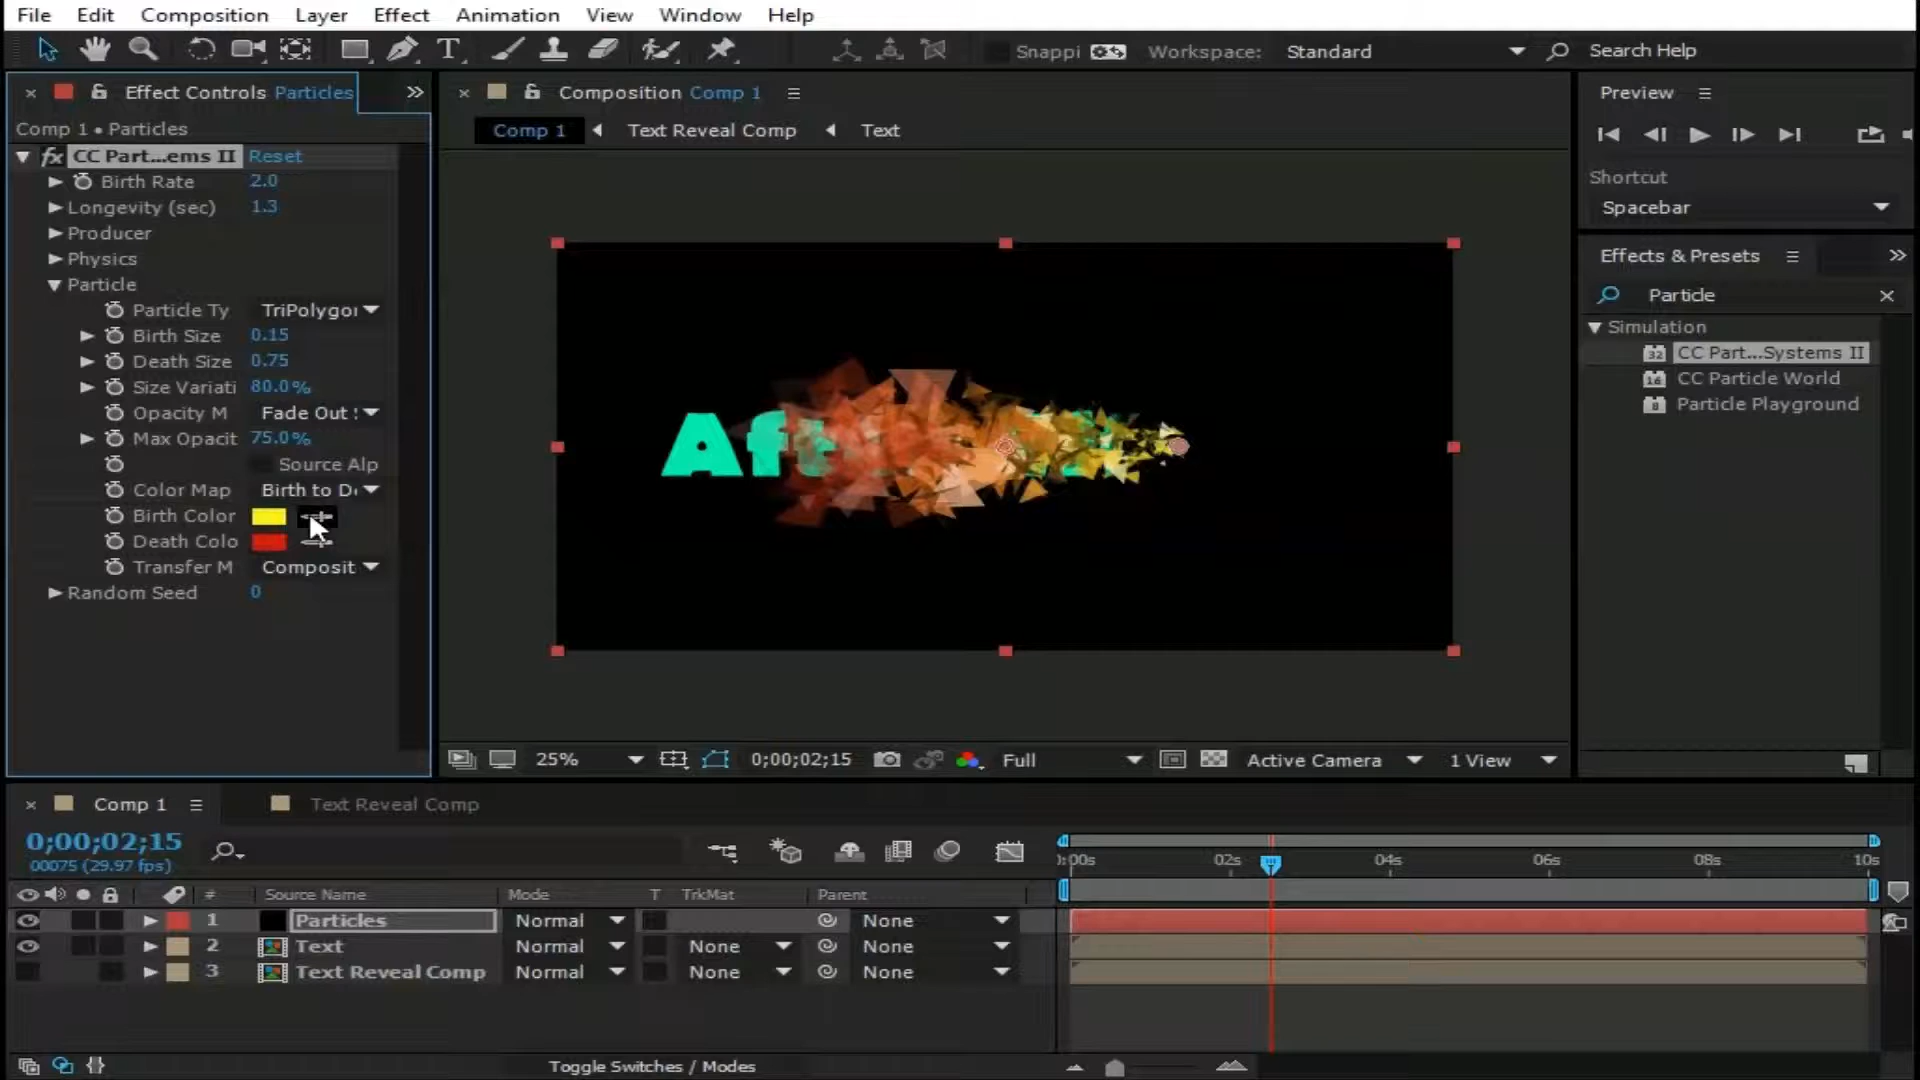 File Edit Composition Layer Effect Animation View Window Help
Snappi Workspace: Standard Search Help
Effect Controls Particles
Composition Comp 1
Preview
Comp 1 • Particles
Comp 1 Text Reveal Comp Text
fx CC Part...ems II Reset
Birth Rate 2.0
Longevity (sec) 1.3
Producer
Physics
Particle
Particle Ty TriPolygo
Birth Size 0.15
Death Size 0.75
Size Variati 80.0%
Opacity M Fade Out
Max Opacit 75.0%
Source Alp
Color Map Birth to D
Birth Color
Death Colo
Transfer M Composit
Random Seed 0
Aft
Shortcut
Spacebar
Effects & Presets
Particle
Simulation
32 CC Part...Systems II
16 CC Particle World
8 Particle Playground
25% 0;00;02;15 Full Active Camera 1 View
Comp 1 Text Reveal Comp
0;00;02;15
00075 (29.97 fps)
:00s 02s 04s 06s 08s 10s
# Source Name Mode T TrkMat Parent
1 Particles Normal None
2 Text Normal None None
3 Text Reveal Comp Normal None None
Toggle Switches / Modes